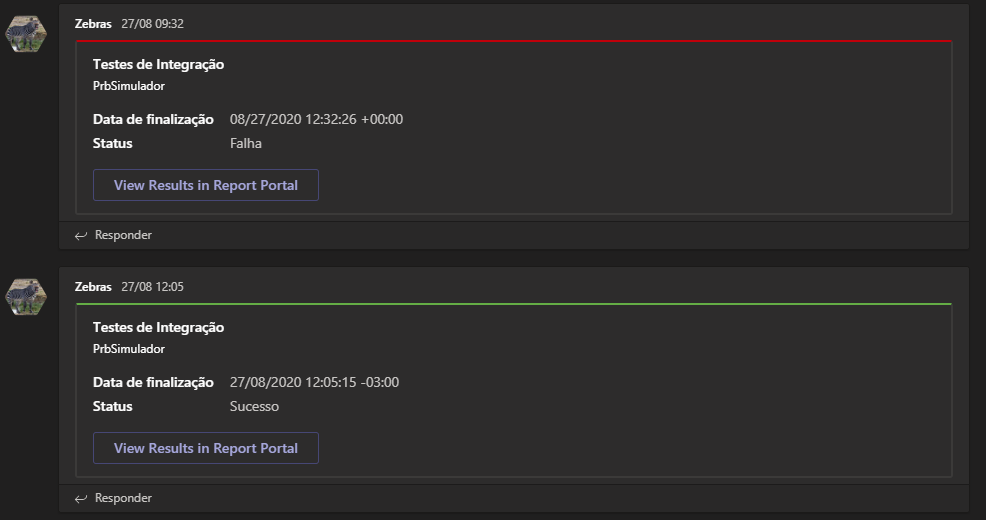 Zebras 27/08 09:32
Testes de Integração
PrbSimulador
Data de finalização 08/27/2020 12:32:26 +00:00
Status Falha
View Results in Report Portal
Responder
Zebras 27/08 12:05
Testes de Integração
PrbSimulador
Data de finalização 27/08/2020 12:05:15 -03:00
Status Sucesso
View Results in Report Portal
Responder